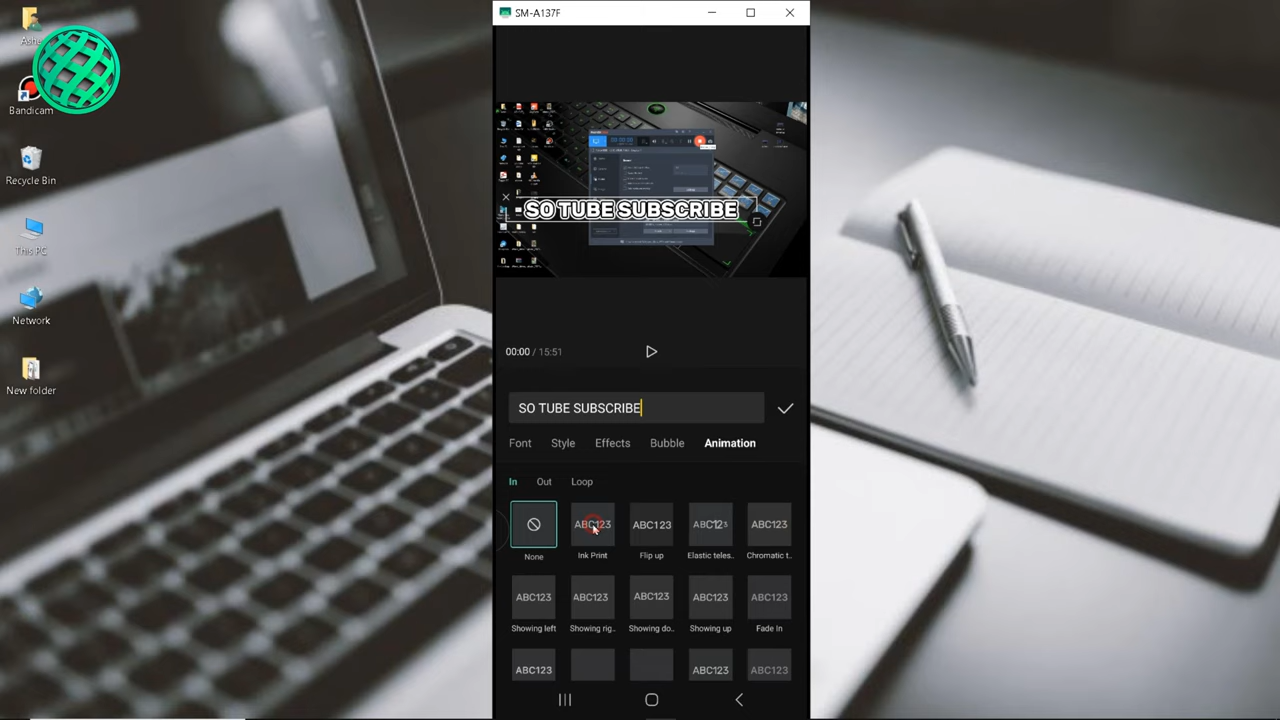 SM-A137F
Ashe
Bandicam
Recycle Bin
This PC
Network
New folder
SO TUBE SUBSCRIBE
00:00 / 15:51
SO TUBE SUBSCRIBE
Font Style Effects Bubble Animation
In Out Loop
ABC123 ABC123 ABC123 ABC123
None Ink Print Flip up Elastic teles.. Chromatic t..
ABC123 ABC123 ABC123 ABC123 ABC123
Showing left Showing rig.. Showing do.. Showing up Fade In
ABC123 ABC123 ABC123